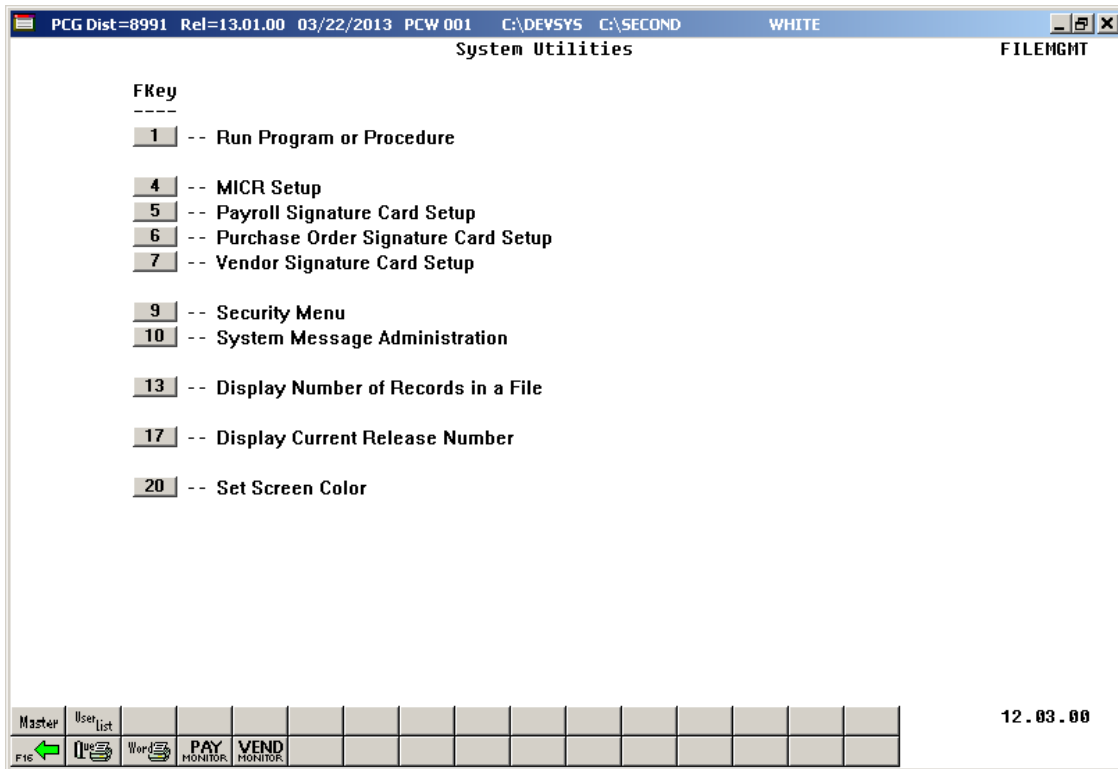 PCG Dist=8991 Rel=13.01.00 03/22/2013 PCW 001 C:\DEVSYS C:\SECOND WHITE
System Utilities FILEMGMT
FKey
----
1 -- Run Program or Procedure
4 -- MICR Setup
5 -- Payroll Signature Card Setup
6 -- Purchase Order Signature Card Setup
7 -- Vendor Signature Card Setup
9 -- Security Menu
10 -- System Message Administration
13 -- Display Number of Records in a File
17 -- Display Current Release Number
20 -- Set Screen Color
Master User List 12.03.00
F16 Que Word PAY MONITOR VEND MONITOR